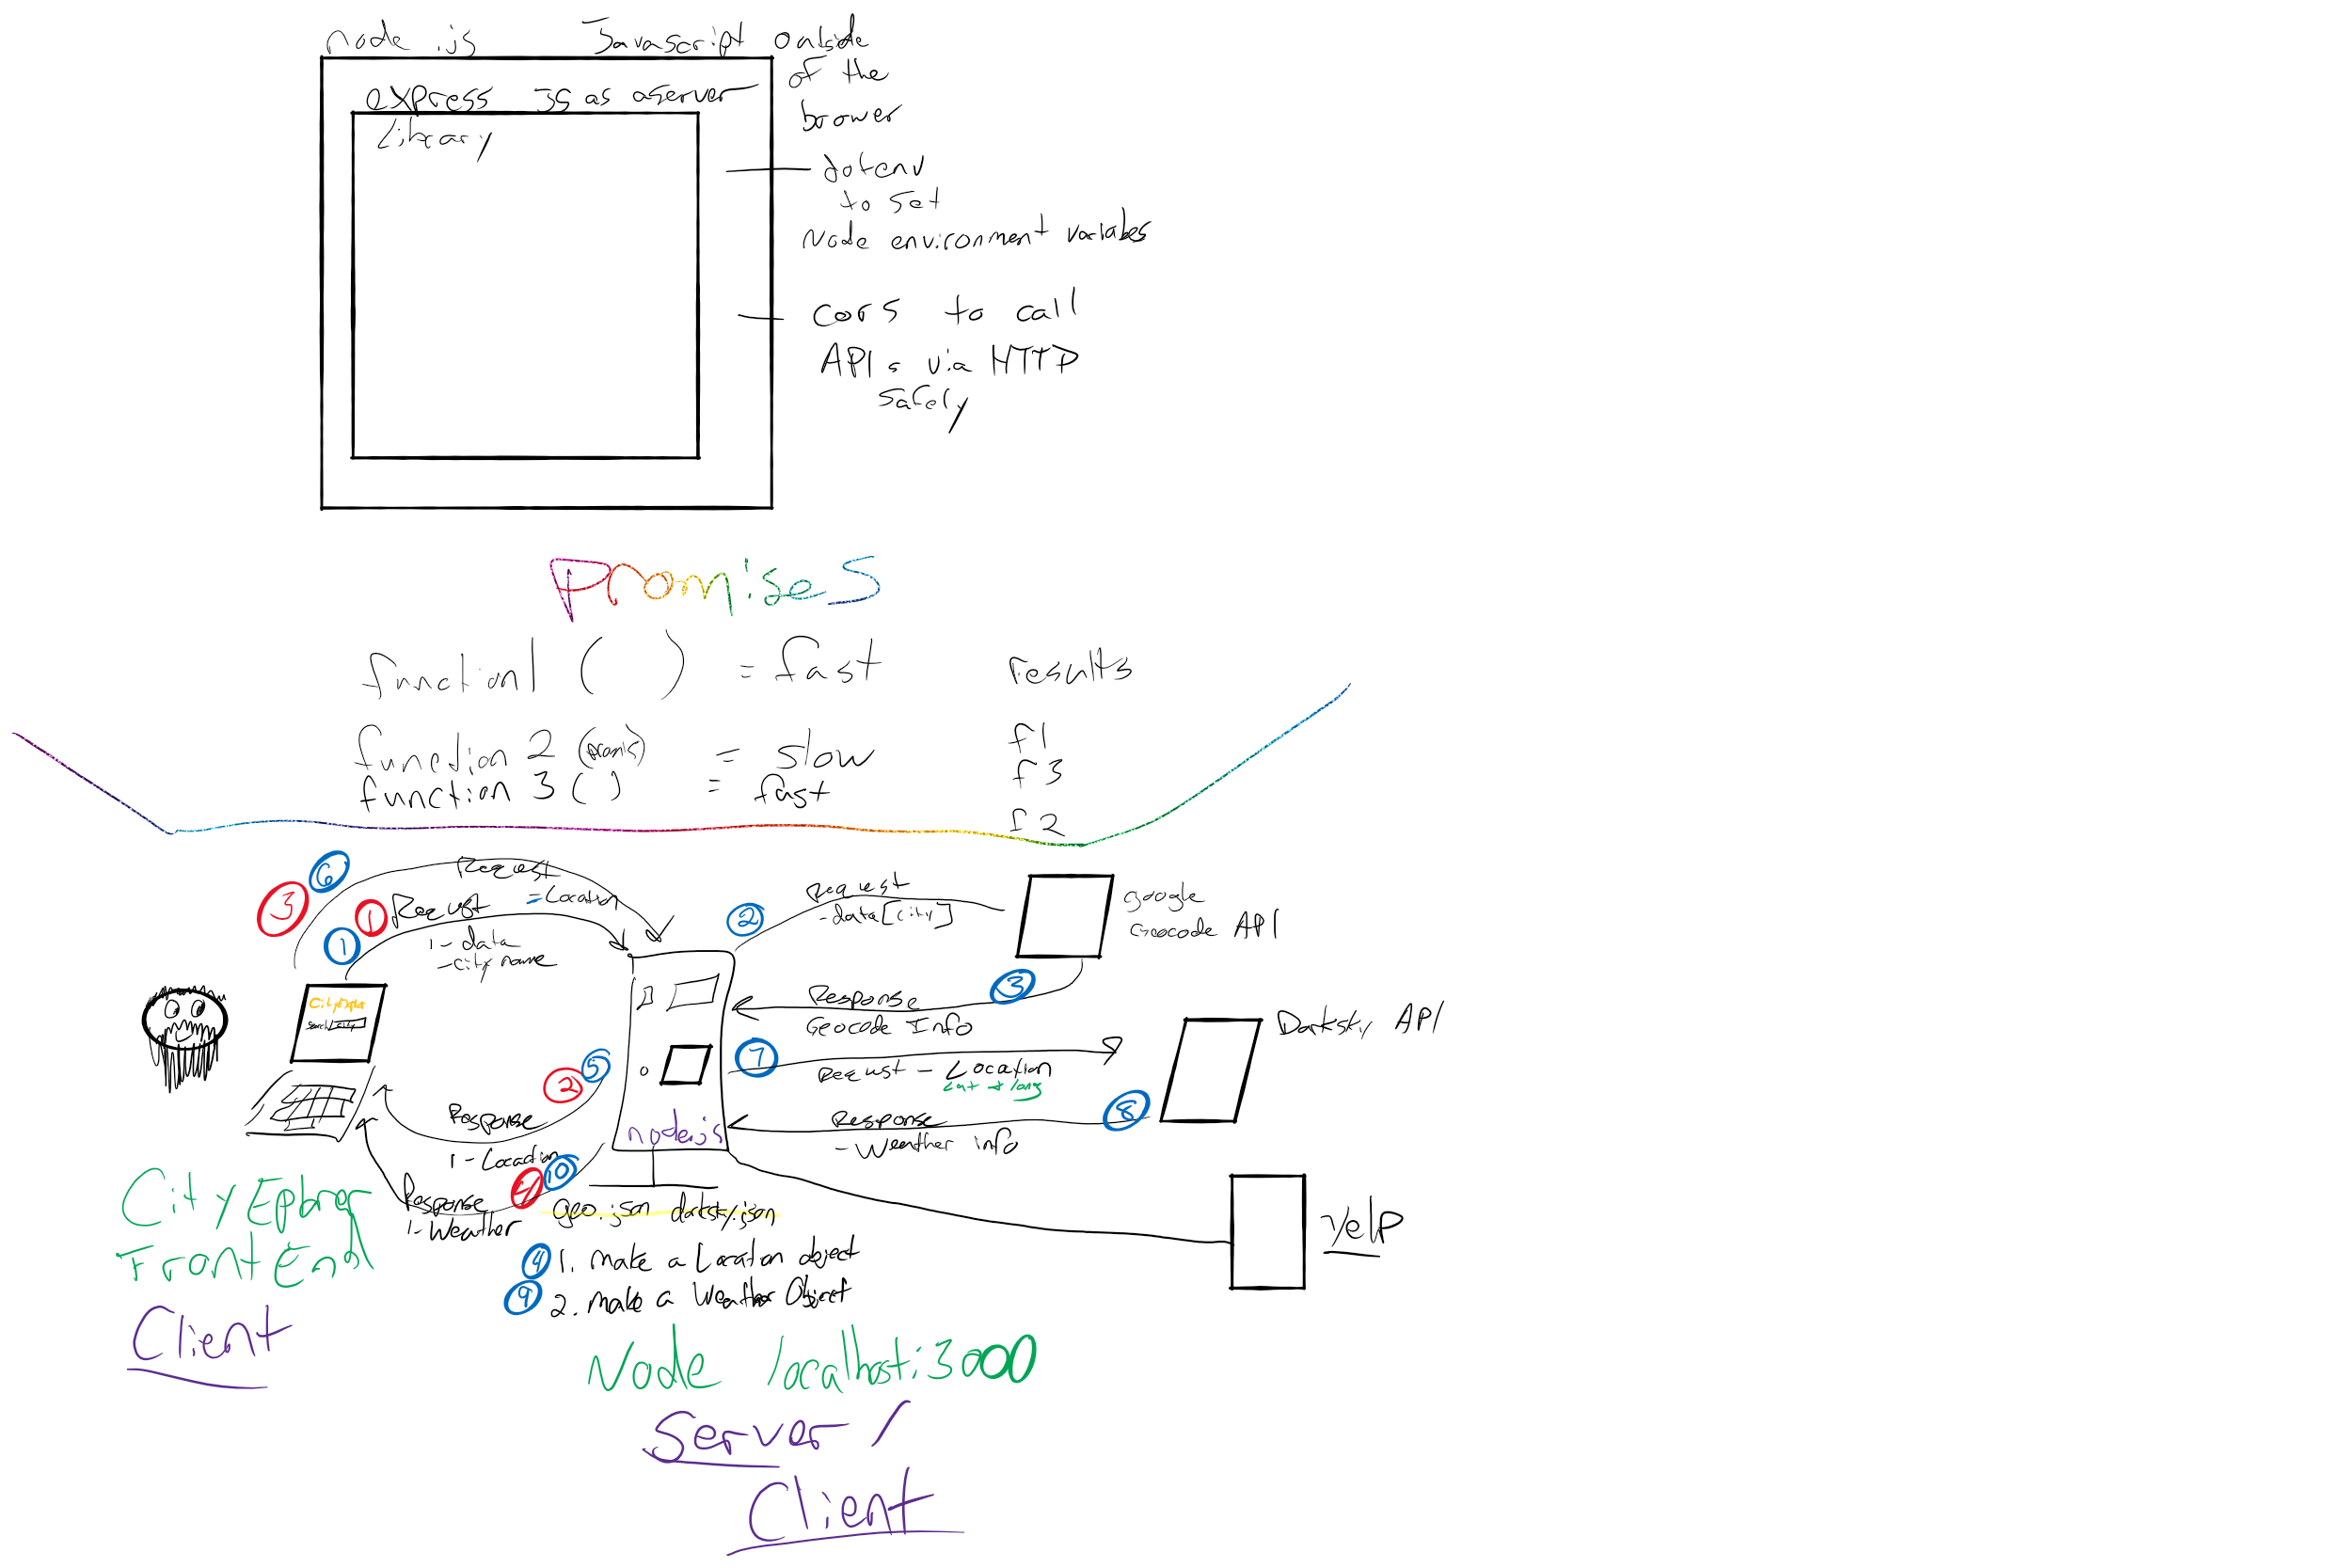 node .js Javascript outside
of the
brower
express JS as a server
Library
dotenv
to set
Node environment variabes
cors to call
APIs via HTTP
safely
Promises
function1 ( ) = fast
results
function 2 (promis) = slow
function 3 ( ) = fast
f1
f3
f2
6
3
Request
= Location
1
1
Request
1 - data
- city name
2
Request
- data [city]
google
Geocode API
3
Response
Geocode Info
search city
7
Request - Location
Lat + long
Darksky API
8
Response
- Weather info
5
2
Response
1 - Location
node.js
4
10
Response
1 - Weather
geo.json darksky.json
4 1. Make a Location object
9 2. Make a Weather Object
Yelp
City Eplorer
Front End
Client
Node localhost:3000
Server /
Client